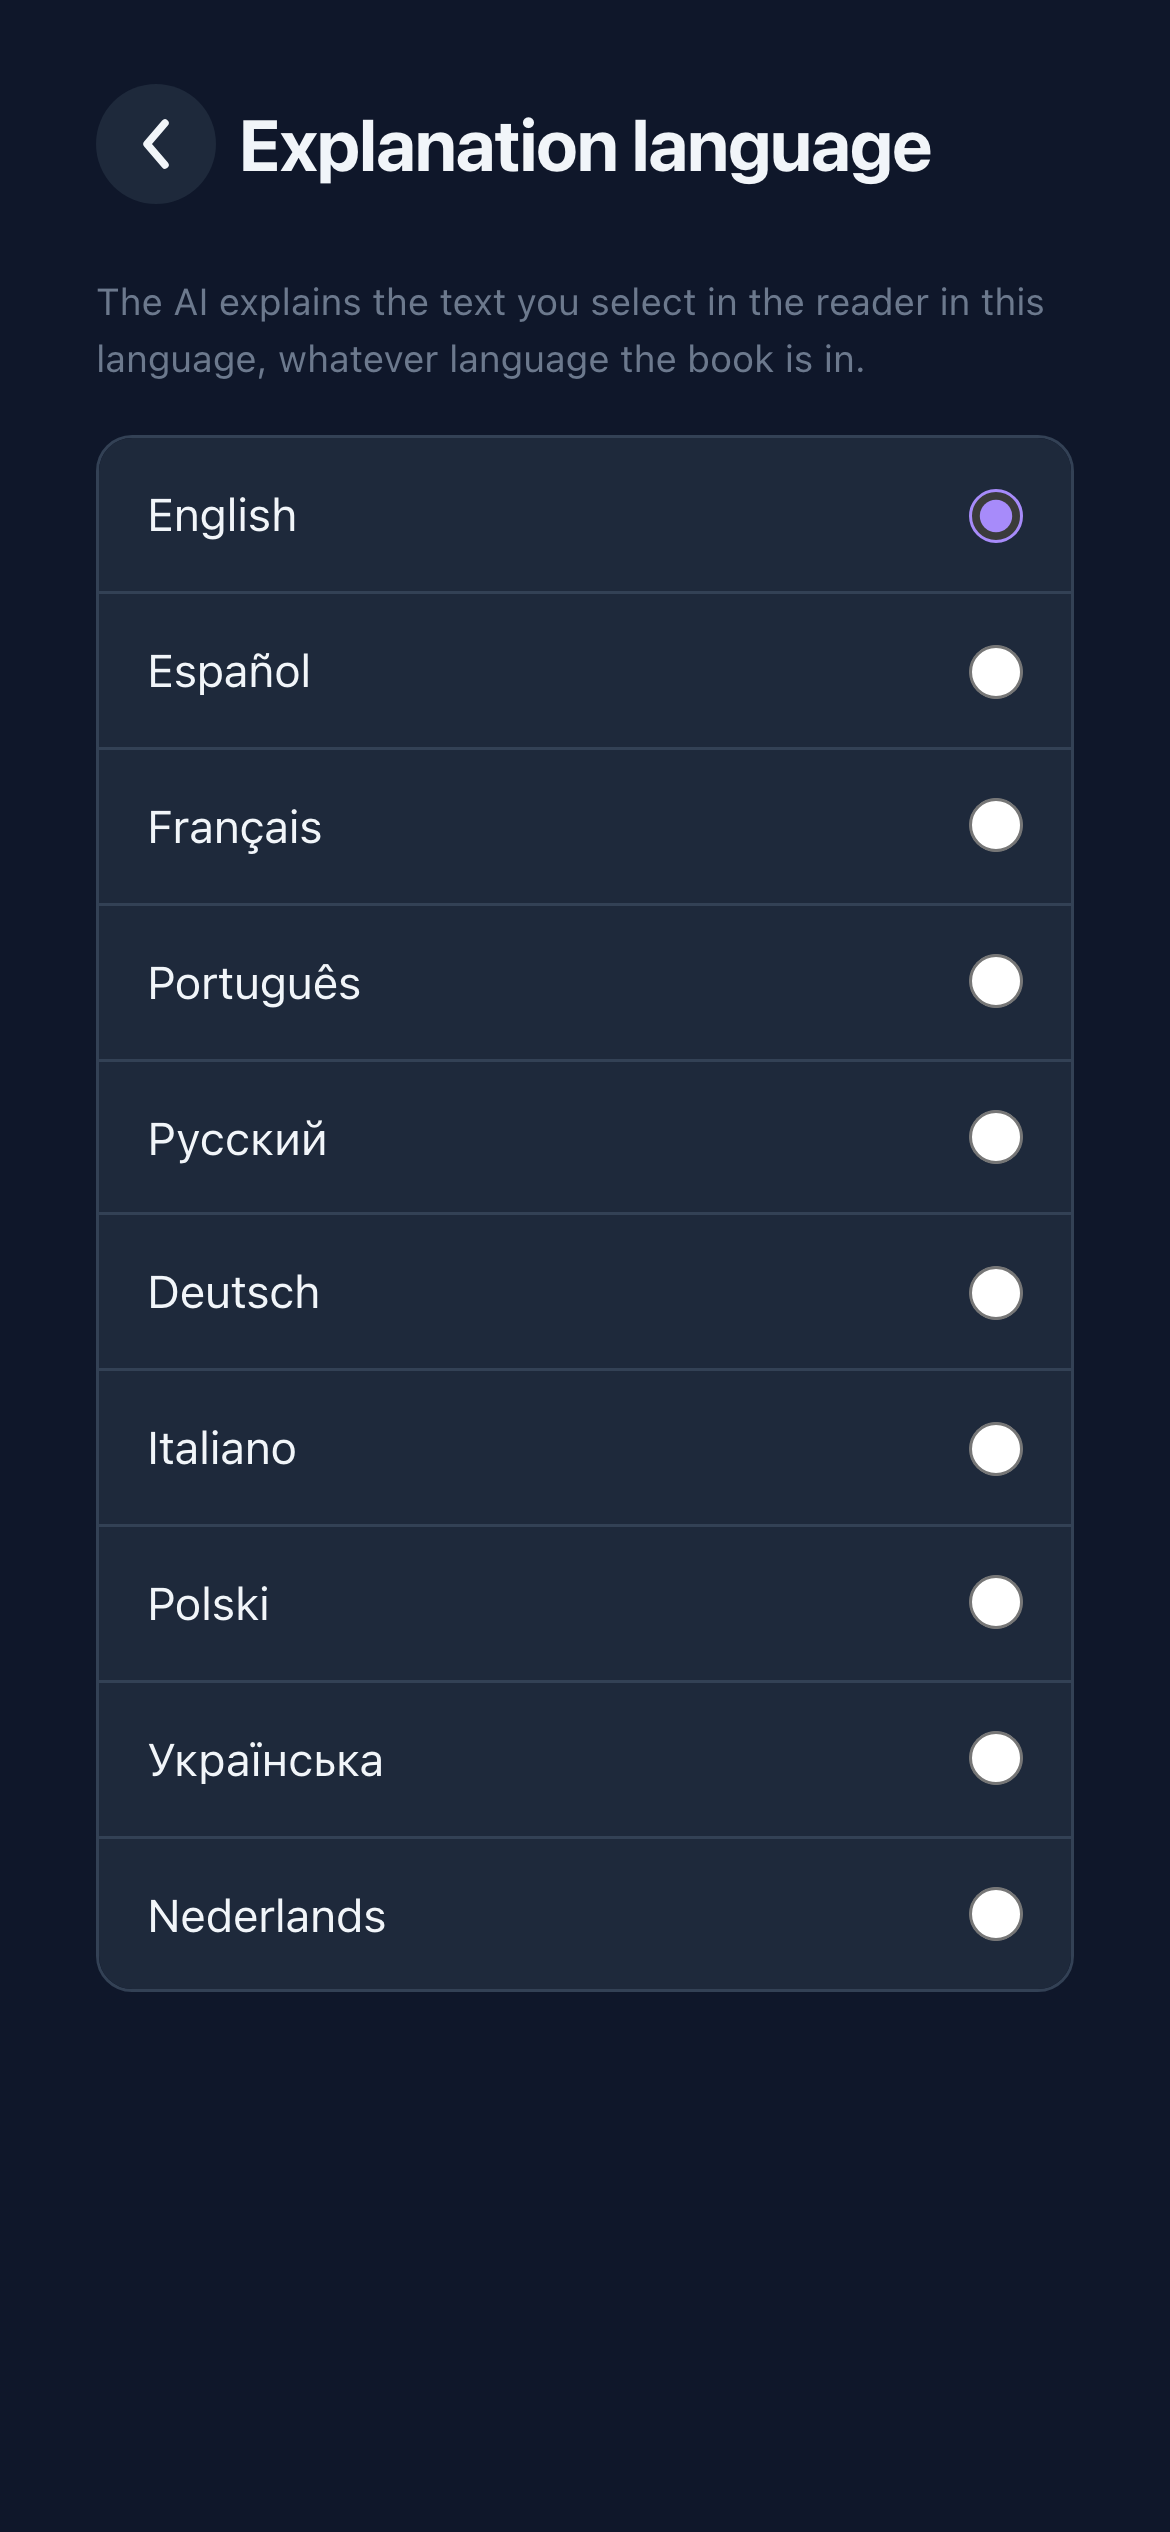 Explanation language
The AI explains the text you select in the reader in this
language, whatever language the book is in.
English
Español
Français
Português
Русский
Deutsch
Italiano
Polski
Українська
Nederlands